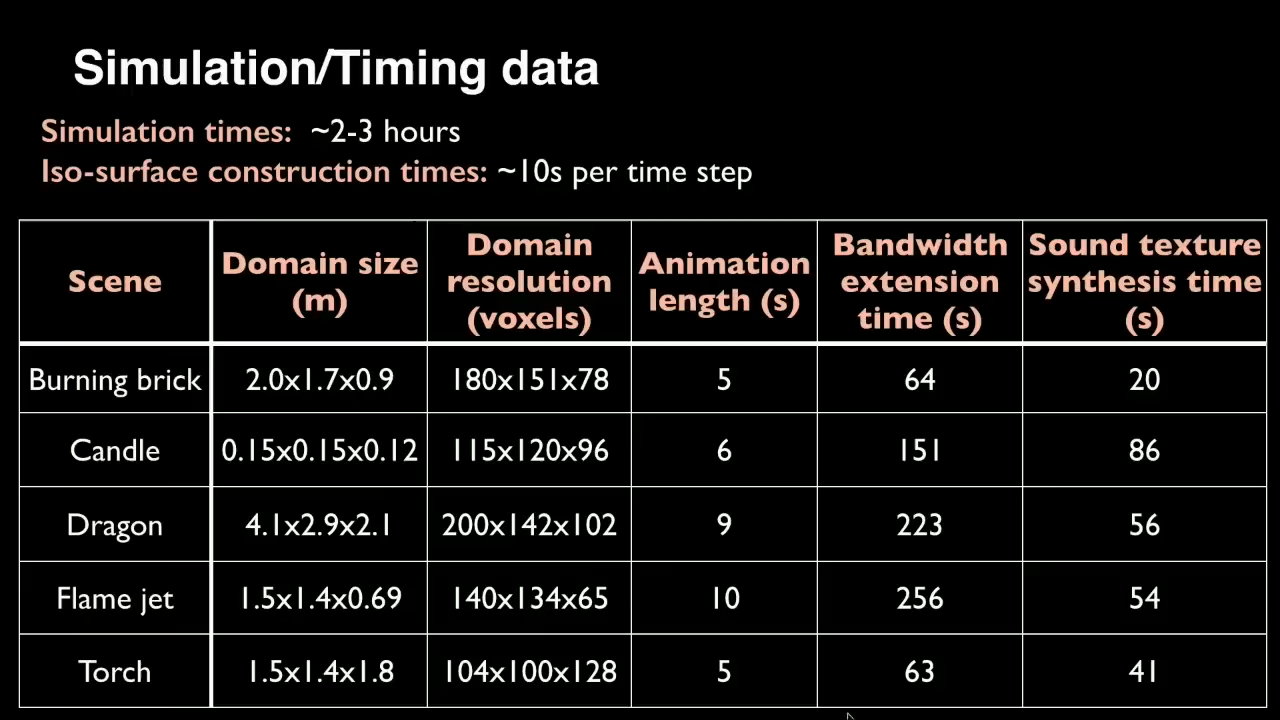 Simulation/Timing data
Simulation times: ~2-3 hours
Iso-surface construction times: ~10s per time step
Scene
Domain size
(m)
Domain
resolution
(voxels)
Animation
length (s)
Bandwidth
extension
time (s)
Sound texture
synthesis time
(s)
Burning brick 2.0x1.7x0.9 180x151x78 5 64 20
Candle 0.15x0.15x0.12 115x120x96 6 151 86
Dragon 4.1x2.9x2.1 200x142x102 9 223 56
Flame jet 1.5x1.4x0.69 140x134x65 10 256 54
Torch 1.5x1.4x1.8 104x100x128 5 63 41